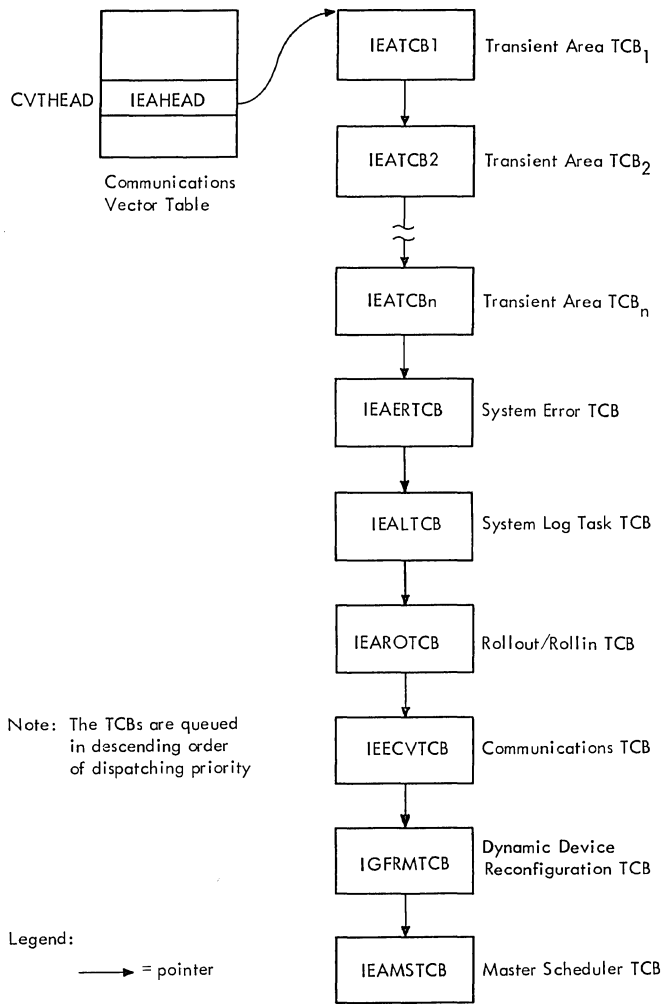 IEATCB1 Transient Area TCB1
CVTHEAD IEAHEAD
IEATCB2 Transient Area TCB2
Communications
Vector Table
IEATCBn Transient Area TCBn
IEAERTCB System Error TCB
IEALTCB System Log Task TCB
IEAROTCB Rollout/Rollin TCB
Note: The TCBs are queued
in descending order
of dispatching priority
IEECVTCB Communications TCB
IGFRMTCB Dynamic Device
Reconfiguration TCB
Legend:
= pointer
IEAMSTCB Master Scheduler TCB